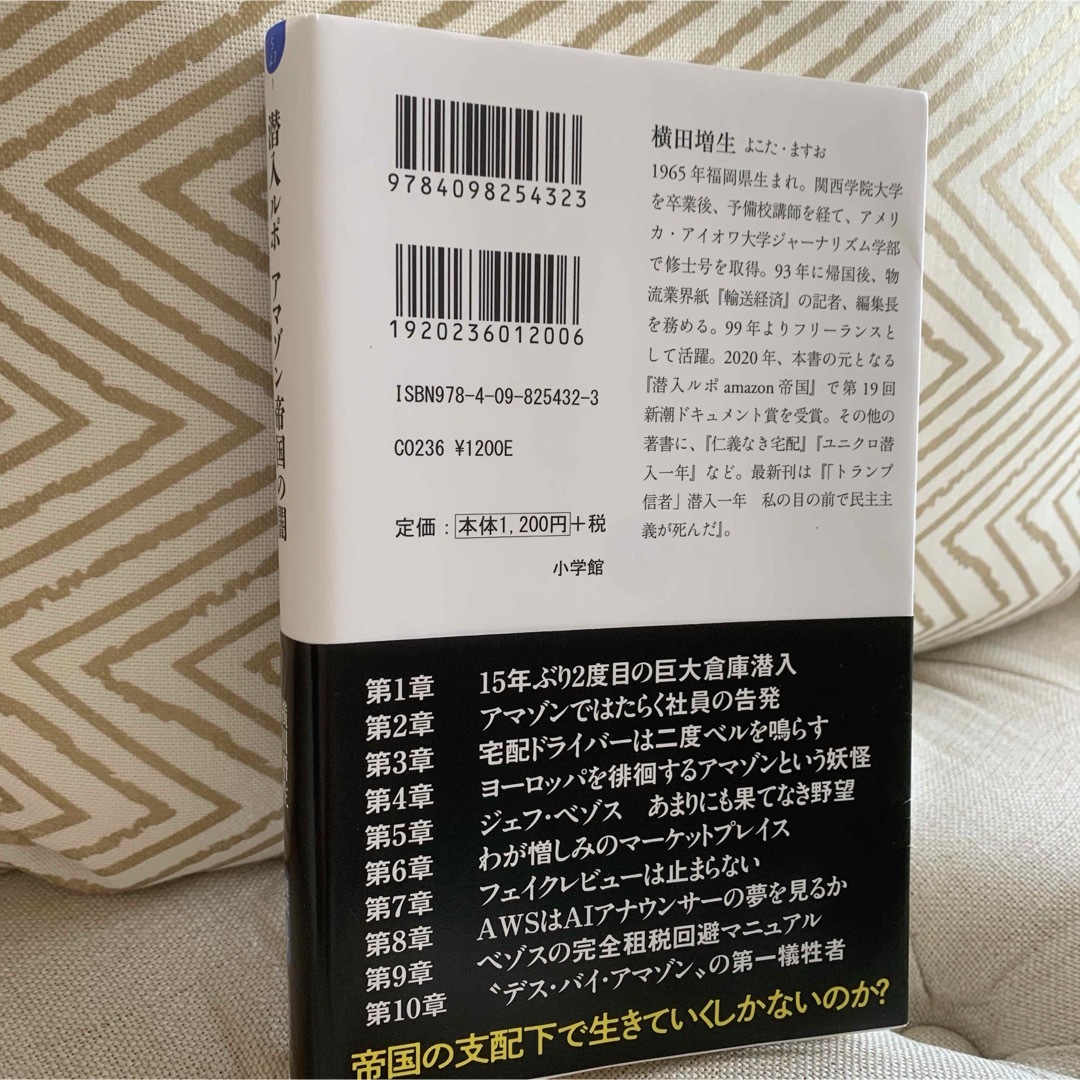 潜入ルポ アマゾン帝国の闇
9784098254323
1920236012006
ISBN978-4-09-825432-3
C0236 ¥1200E
定価：本体1,200円+税
小学館
横田増生 よこた・ますお
1965年福岡県生まれ。関西学院大学
を卒業後、予備校講師を経て、アメリ
カ・アイオワ大学ジャーナリズム学部
で修士号を取得。93年に帰国後、物
流業界紙『輸送経済』の記者、編集長
を務める。99年よりフリーランスと
して活躍。2020年、本書の元となる
『潜入ルポamazon帝国』で第19回
新潮ドキュメント賞を受賞。その他の
著書に、『仁義なき宅配』『ユニクロ潜
入一年』など。最新刊は『「トランプ
信者」潜入一年 私の目の前で民主主
義が死んだ』。
第1章 15年ぶり2度目の巨大倉庫潜入
第2章 アマゾンではたらく社員の告発
第3章 宅配ドライバーは二度ベルを鳴らす
第4章 ヨーロッパを徘徊するアマゾンという妖怪
第5章 ジェフ・ベゾス あまりにも果てなき野望
第6章 わが憎しみのマーケットプレイス
第7章 フェイクレビューは止まらない
第8章 AWSはAIアナウンサーの夢を見るか
第9章 ベゾスの完全租税回避マニュアル
第10章 〝デス・バイ・アマゾン〟の第一犠牲者
帝国の支配下で生きていくしかないのか?